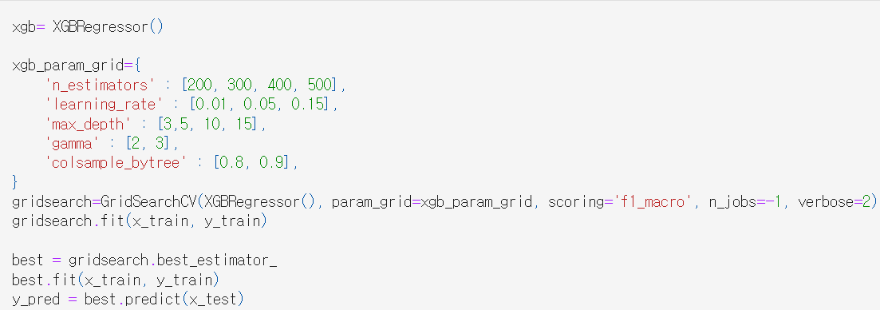 xgb= XGBRegressor()
xgb_param_grid={
'n_estimators' : [200, 300, 400, 500],
'learning_rate' : [0.01, 0.05, 0.15],
'max_depth' : [3,5, 10, 15],
'gamma' : [2, 3],
'colsample_bytree' : [0.8, 0.9],
}
gridsearch=GridSearchCV(XGBRegressor(), param_grid=xgb_param_grid, scoring='f1_macro', n_jobs=-1, verbose=2)
gridsearch.fit(x_train, y_train)
best = gridsearch.best_estimator_
best.fit(x_train, y_train)
y_pred = best.predict(x_test)